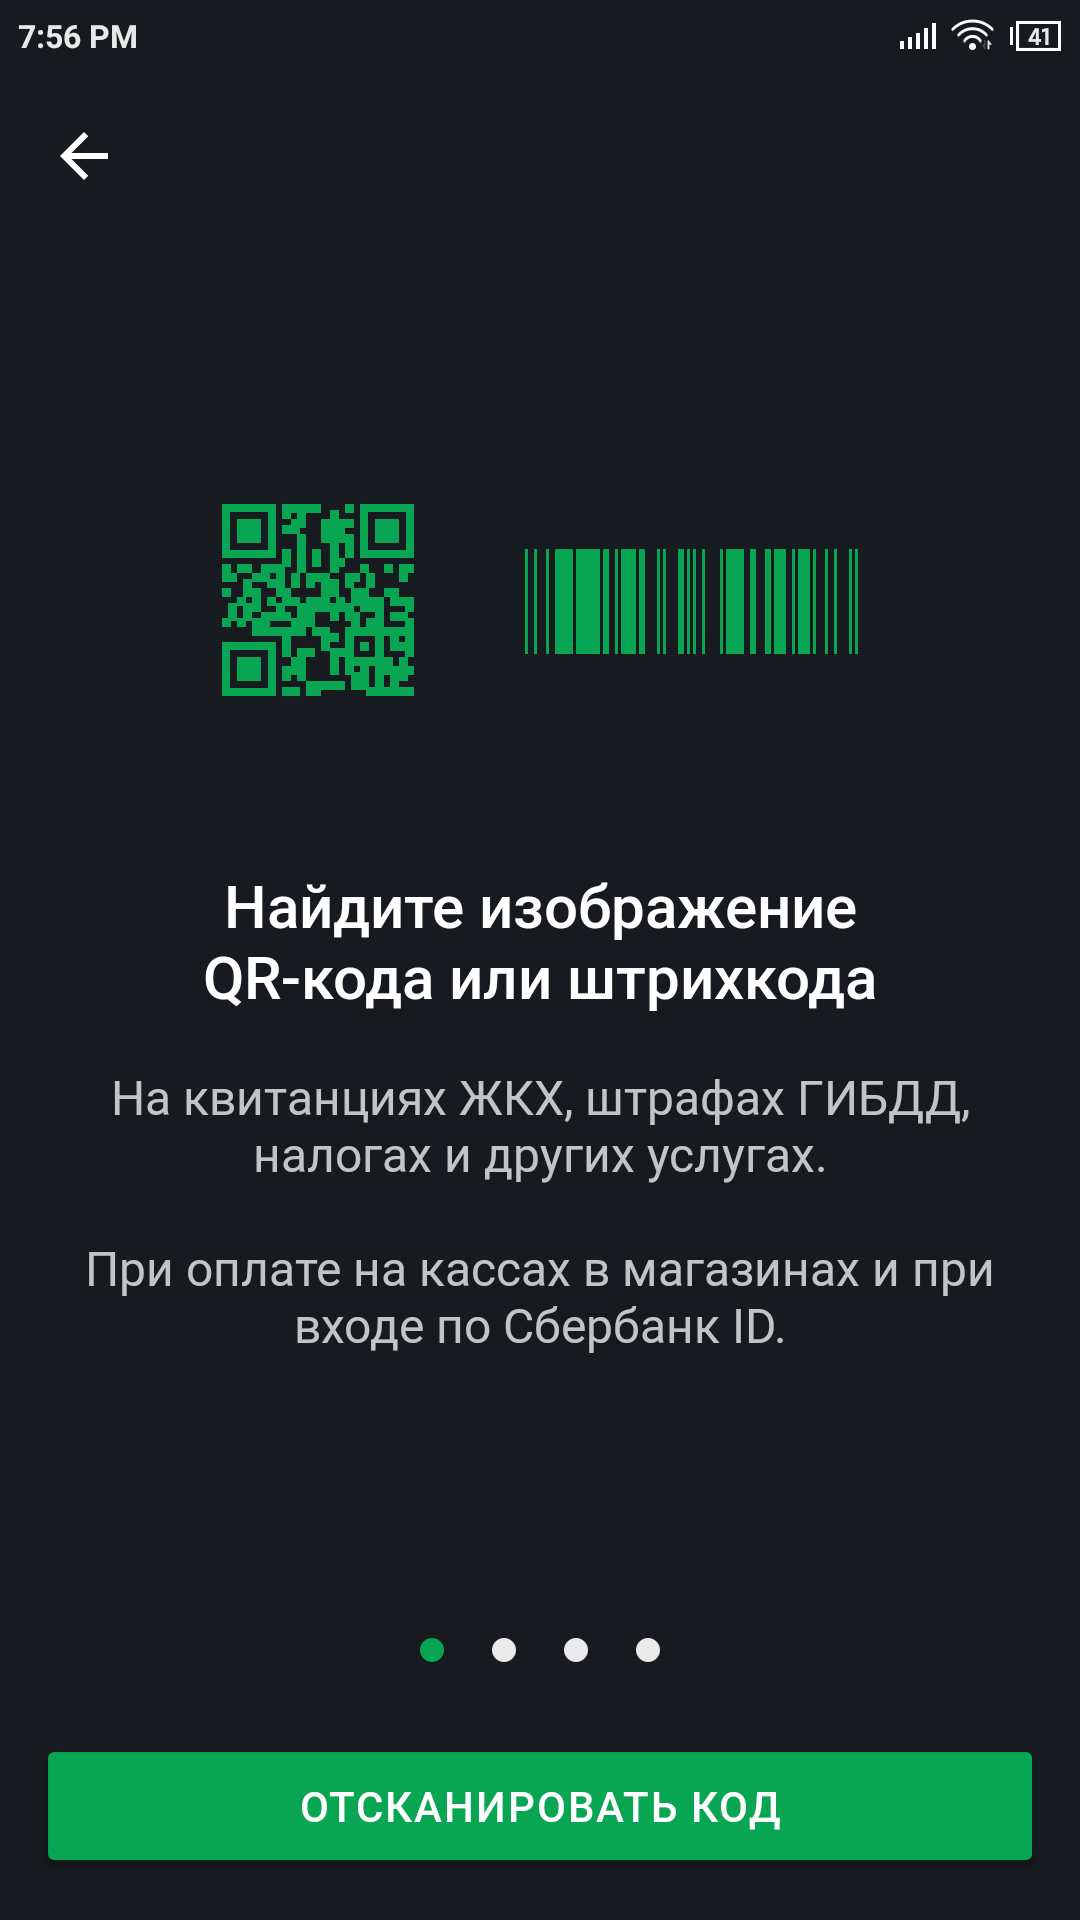 7:56 PM
41
Найдите изображение
QR-кода или штрихкода
На квитанциях ЖКХ, штрафах ГИБДД,
налогах и других услугах.
При оплате на кассах в магазинах и при
входе по Сбербанк ID.
ОТСКАНИРОВАТЬ КОД